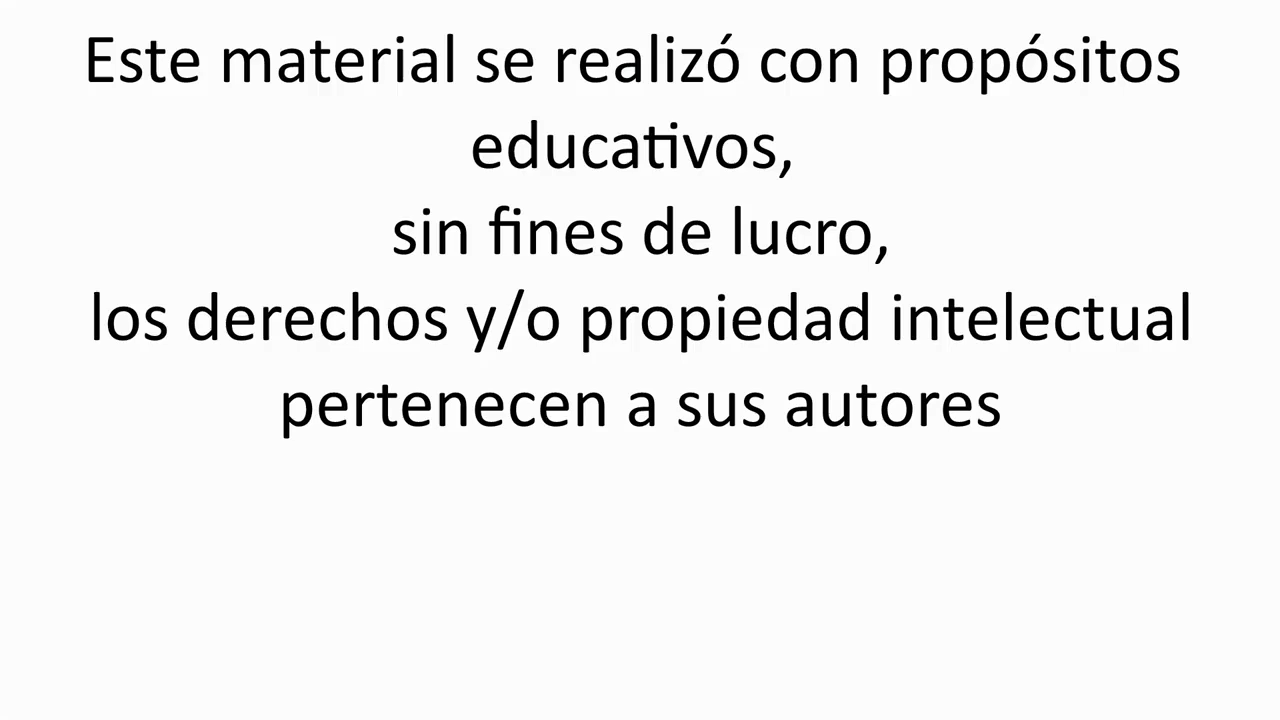 Este material se realizó con propósitos
educativos,
sin fines de lucro,
los derechos y/o propiedad intelectual
pertenecen a sus autores